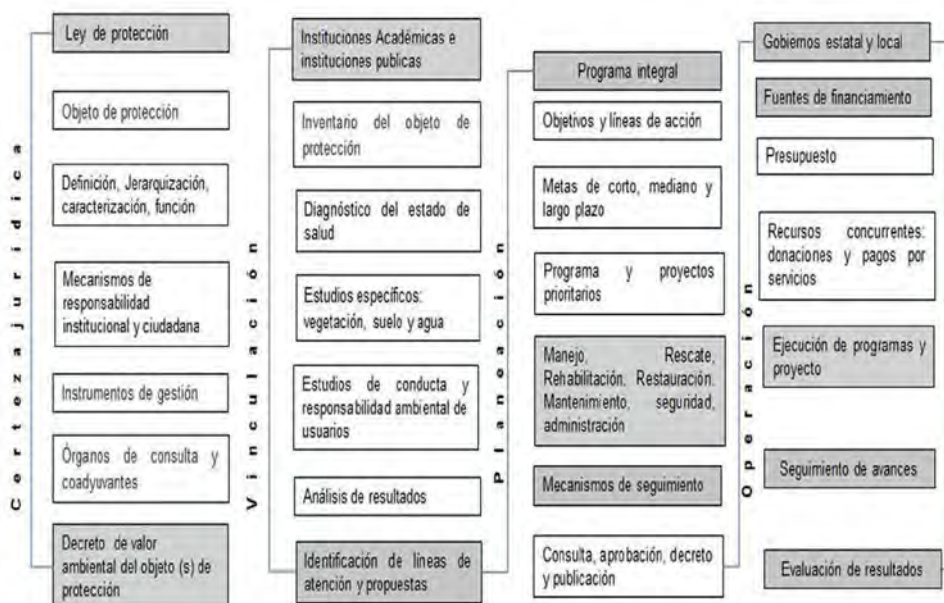 Certeza jurídica
Ley de protección
Objeto de protección
Definición, Jerarquización,
caracterización, función
Mecanismos de
responsabilidad
institucional y ciudadana
Instrumentos de gestión
Órganos de consulta y
coadyuvantes
Decreto de valor
ambiental del objeto (s) de
protección
Vinculación
Instituciones Académicas e
instituciones publicas
Inventario del objeto de
protección
Diagnóstico del estado de
salud
Estudios específicos:
vegetación, suelo y agua
Estudios de conducta y
responsabilidad ambiental de
usuarios
Análisis de resultados
Identificación de líneas de
atención y propuestas
Planeación
Programa integral
Objetivos y líneas de acción
Metas de corto, mediano y
largo plazo
Programa y proyectos
prioritarios
Manejo, Rescate,
Rehabilitación. Restauración.
Mantenimiento, seguridad,
administración
Mecanismos de seguimiento
Consulta, aprobación, decreto
y publicación
Operación
Gobiernos estatal y local
Fuentes de financiamiento
Presupuesto
Recursos concurrentes:
donaciones y pagos por
servicios
Ejecución de programas y
proyecto
Seguimiento de avances
Evaluación de resultados